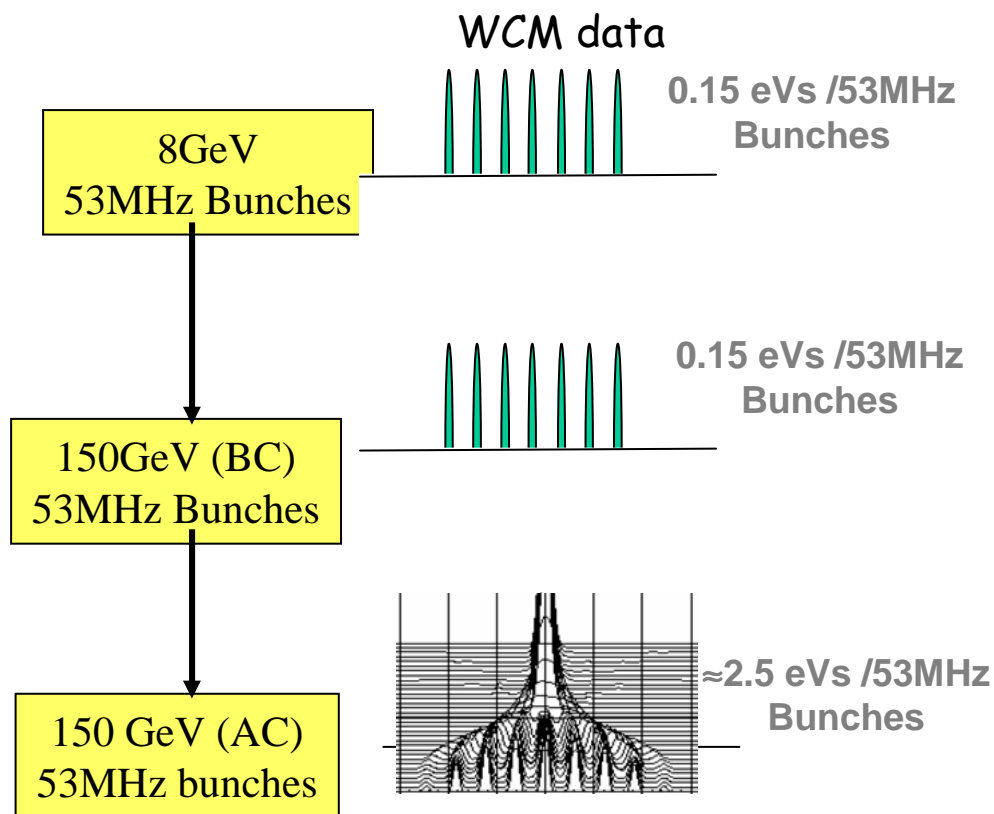 WCM data
8GeV
53MHz Bunches
0.15 eVs /53MHz
Bunches
150GeV (BC)
53MHz Bunches
0.15 eVs /53MHz
Bunches
150 GeV (AC)
53MHz bunches
≈2.5 eVs /53MHz
Bunches